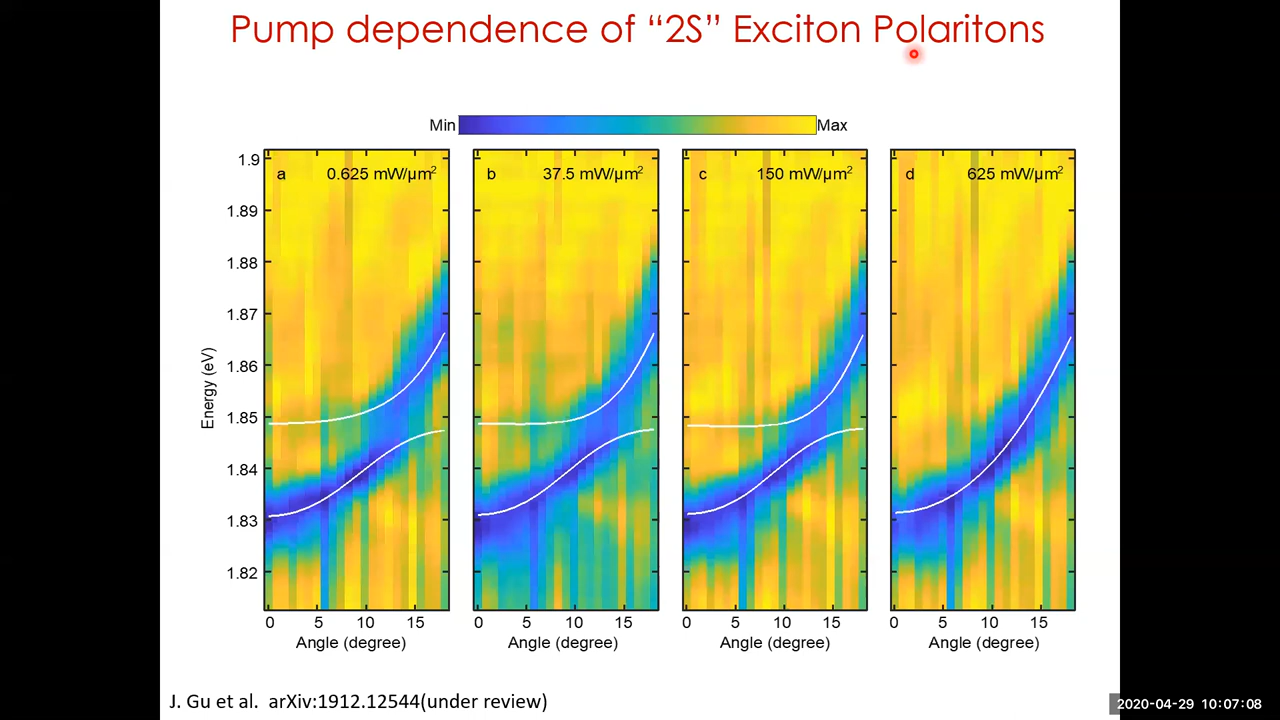 Pump dependence of “2S” Exciton Polaritons
Min Max
a 0.625 mW/µm²
b 37.5 mW/µm²
c 150 mW/µm²
d 625 mW/µm²
1.9
1.89
1.88
1.87
1.86
1.85
1.84
1.83
1.82
Energy (eV)
0 5 10 15
0 5 10 15
0 5 10 15
0 5 10 15
Angle (degree)
Angle (degree)
Angle (degree)
Angle (degree)
J. Gu et al. arXiv:1912.12544(under review)
2020-04-29 10:07:08